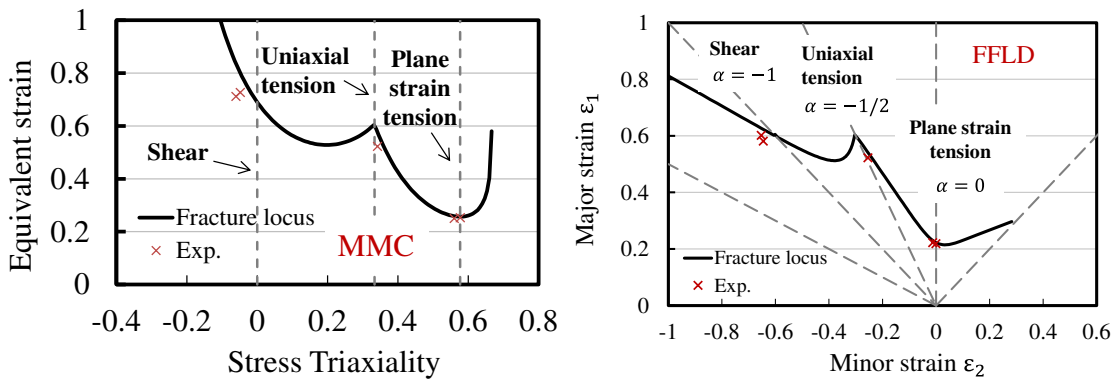 Equivalent strain
1
0.8
0.6
0.4
0.2
0
-0.4
-0.2
0
0.2
0.4
0.6
0.8
Stress Triaxiality
Uniaxial
tension
Plane
strain
tension
Shear
Fracture locus
Exp.
MMC
Major strain ε₁
1
0.8
0.6
0.4
0.2
0
-1
-0.8
-0.6
-0.4
-0.2
0
0.2
0.4
0.6
Minor strain ε₂
Shear
α = −1
Uniaxial
tension
α = −1/2
FFLD
Plane strain
tension
α = 0
Fracture locus
Exp.